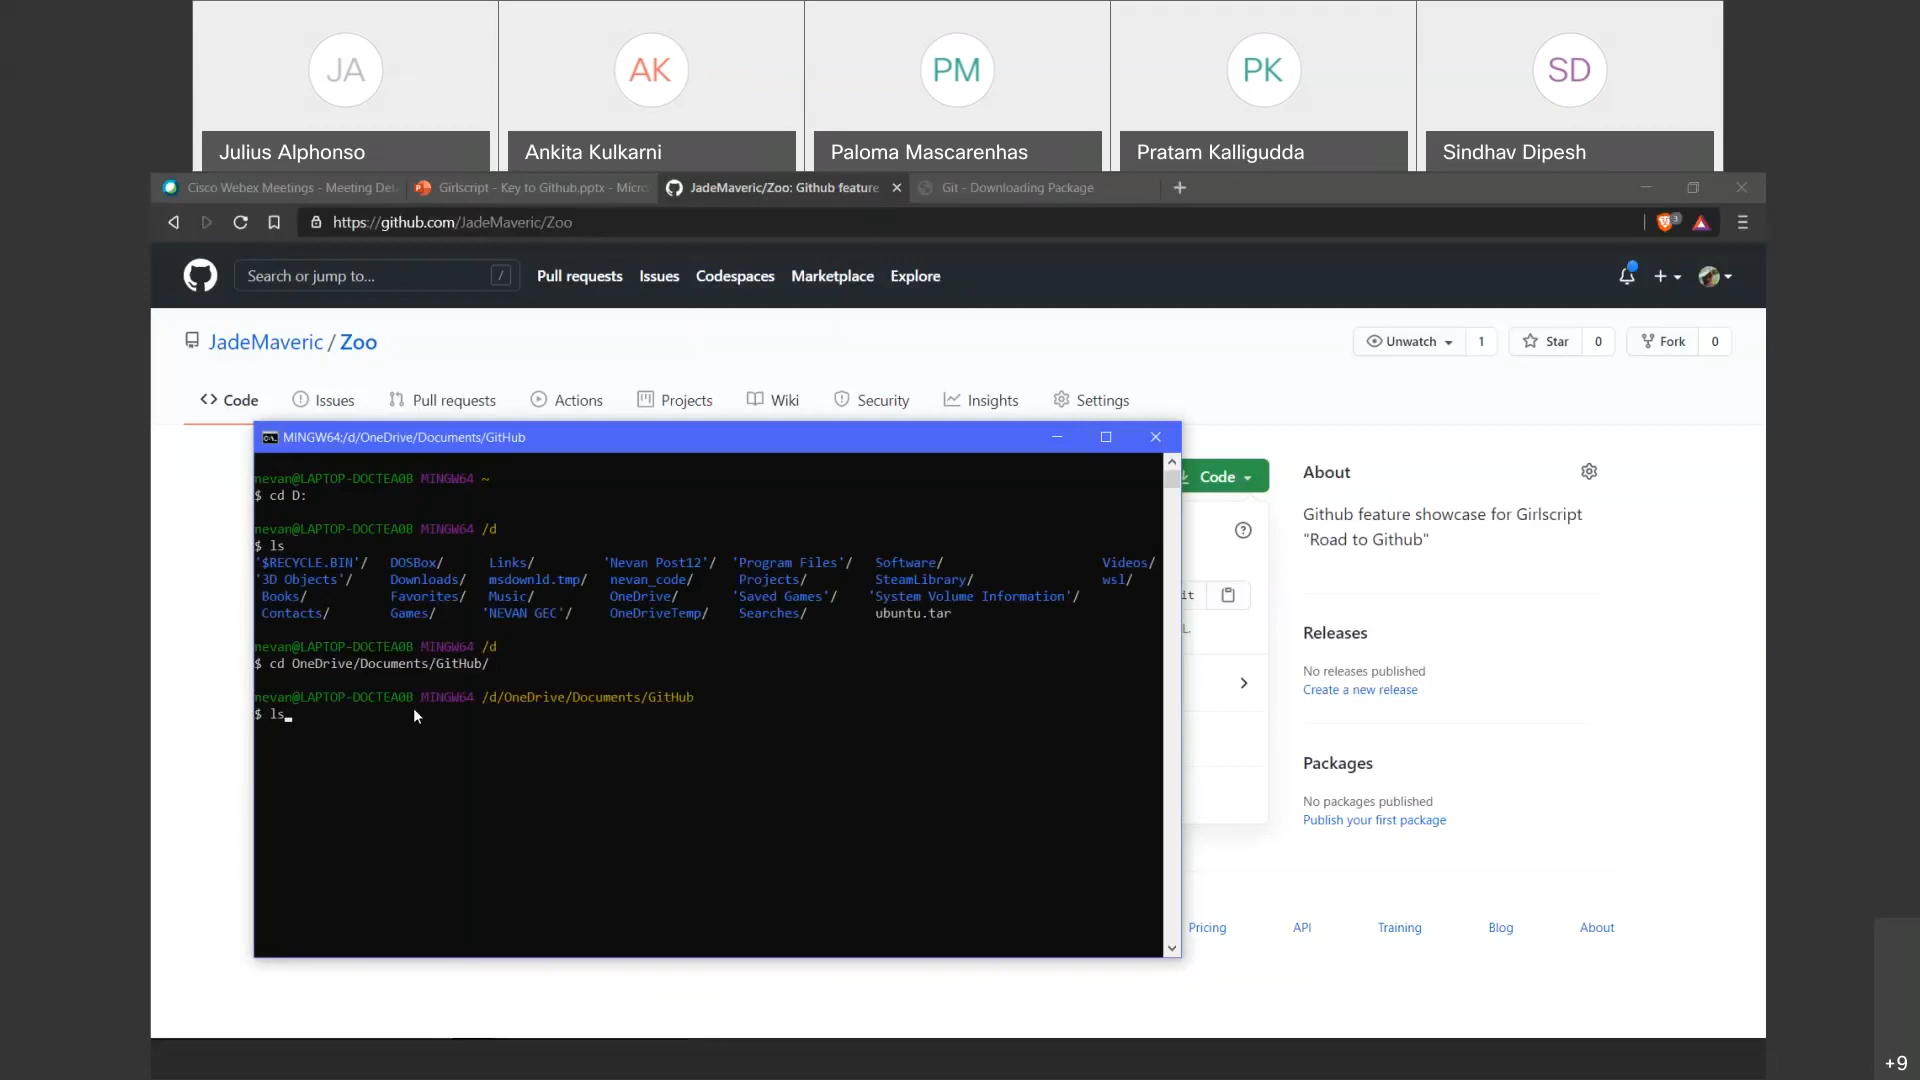 JA
AK
PM
PK
SD
Julius Alphonso
Ankita Kulkarni
Paloma Mascarenhas
Pratam Kalligudda
Sindhav Dipesh
Cisco Webex Meetings - Meeting De
Girlscript - Key to Github.pptx - Micro
JadeMaveric/Zoo: Github feature
Git - Downloading Package
https://github.com/JadeMaveric/Zoo
3
Search or jump to...
/
Pull requests
Issues
Codespaces
Marketplace
Explore
JadeMaveric / Zoo
Unwatch
1
Star
0
Fork
0
Code
Issues
Pull requests
Actions
Projects
Wiki
Security
Insights
Settings
MINGW64:/d/OneDrive/Documents/GitHub
nevan@LAPTOP-DOCTEA0B MINGW64 ~
$ cd D:
nevan@LAPTOP-DOCTEA0B MINGW64 /d
$ ls
'$RECYCLE.BIN'/ DOSBox/ Links/ 'Nevan Post12'/ 'Program Files'/ Software/ Videos/
'3D Objects'/ Downloads/ msdownld.tmp/ nevan_code/ Projects/ SteamLibrary/ wsl/
Books/ Favorites/ Music/ OneDrive/ 'Saved Games'/ 'System Volume Information'/
Contacts/ Games/ 'NEVAN GEC'/ OneDriveTemp/ Searches/ ubuntu.tar
nevan@LAPTOP-DOCTEA0B MINGW64 /d
$ cd OneDrive/Documents/GitHub/
nevan@LAPTOP-DOCTEA0B MINGW64 /d/OneDrive/Documents/GitHub
$ ls
Code
it
L.
About
Github feature showcase for Girlscript
"Road to Github"
Releases
No releases published
Create a new release
Packages
No packages published
Publish your first package
Pricing
API
Training
Blog
About
+9